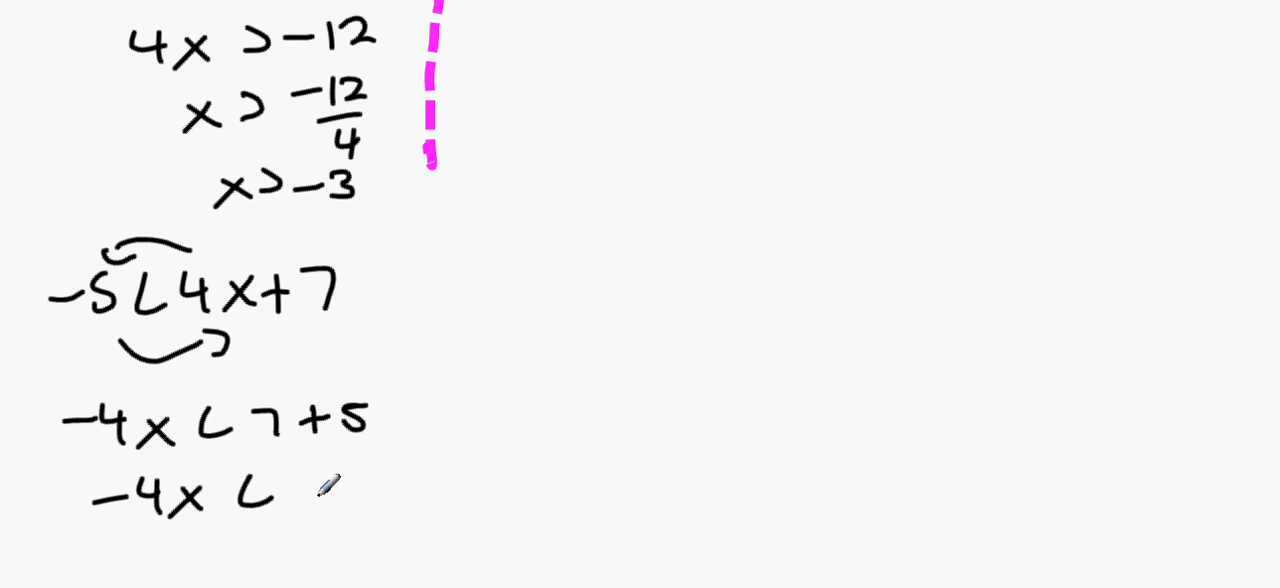 4x > -12
x > -12/4
x > -3
-5 < 4x + 7
-4x < 7 + 5
-4x <